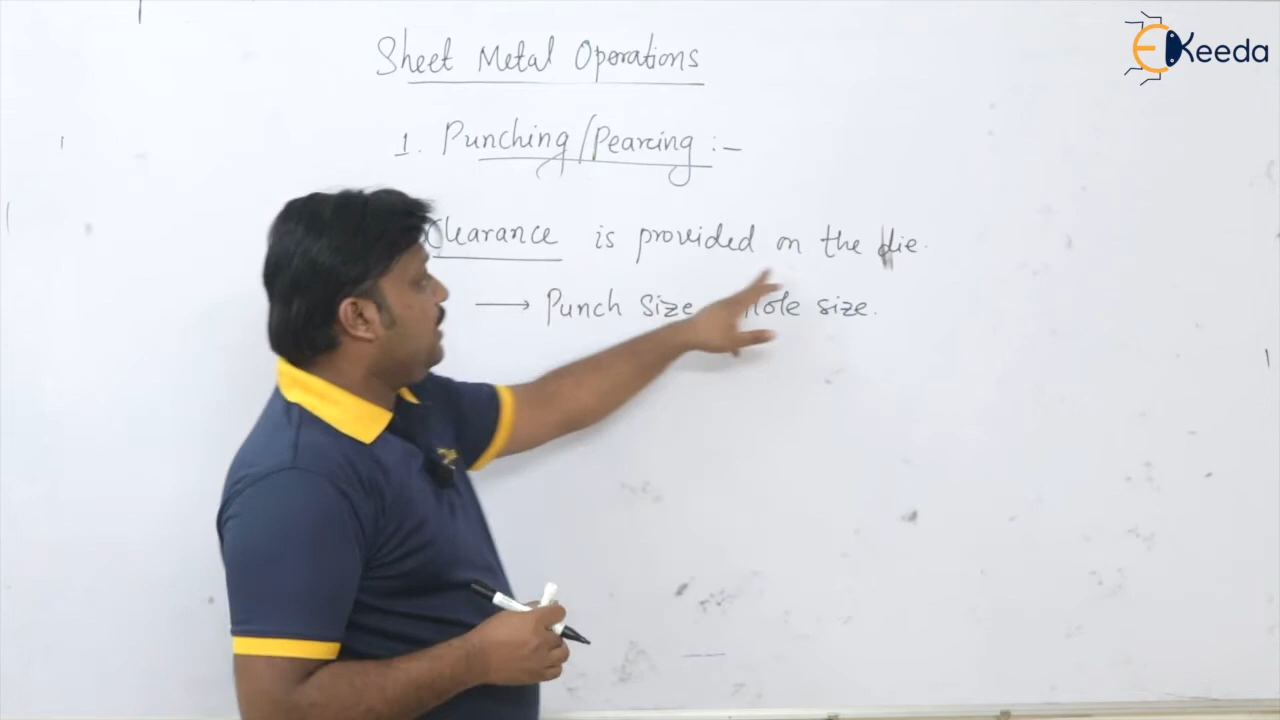 Sheet Metal Operations
EKeeda
1. Punching/Pearcing :-
Clearance is provided on the die.
→ Punch Size hole size.